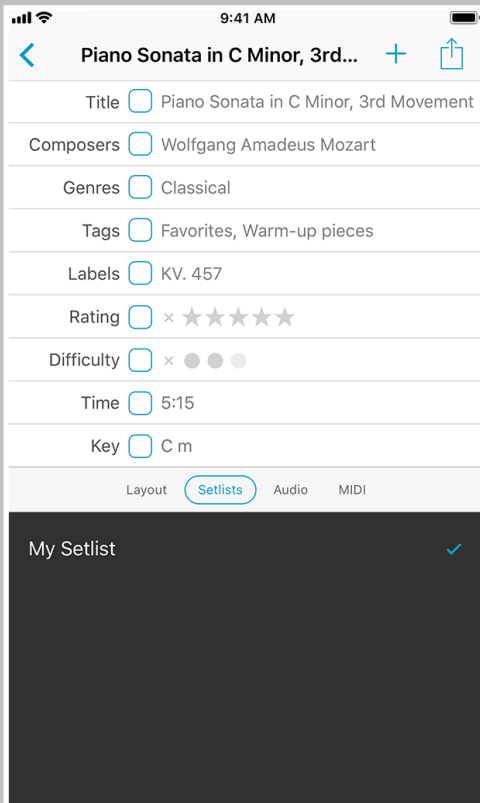 9:41 AM
Piano Sonata in C Minor, 3rd...
Title Piano Sonata in C Minor, 3rd Movement
Composers Wolfgang Amadeus Mozart
Genres Classical
Tags Favorites, Warm-up pieces
Labels KV. 457
Rating
Difficulty
Time 5:15
Key C m
Layout Setlists Audio MIDI
My Setlist